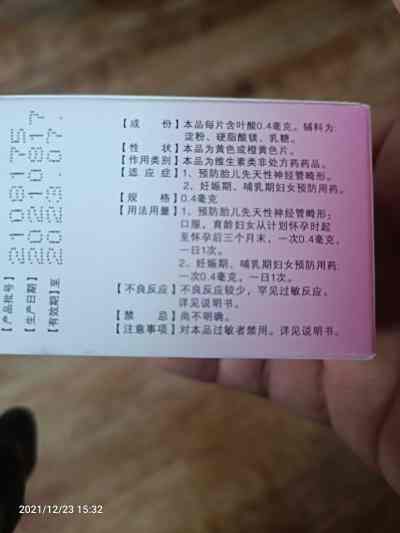 【成　份】本品每片含叶酸0.4毫克。辅料为:
淀粉、硬脂酸镁、乳糖。
【性　状】本品为黄色或橙黄色片。
【作用类别】本品为维生素类非处方药药品。
【适应症】1、预防胎儿先天性神经管畸形;
2、妊娠期、哺乳期妇女预防用药。
【规　格】0.4毫克
【用法用量】1、预防胎儿先天性神经管畸形:
口服，育龄妇女从计划怀孕时起
至怀孕后三个月末，一次0.4毫克，
一日1次。
2、妊娠期、哺乳期妇女预防用药:
一次0.4毫克，一日1次。
【不良反应】不良反应较少，罕见过敏反应。
详见说明书。
【禁　忌】尚不明确。
【注意事项】对本品过敏者禁用。详见说明书。
【产品批号】2108175
【生产日期】20210817
【有效期】至 2023.07.
2021/12/23 15:32